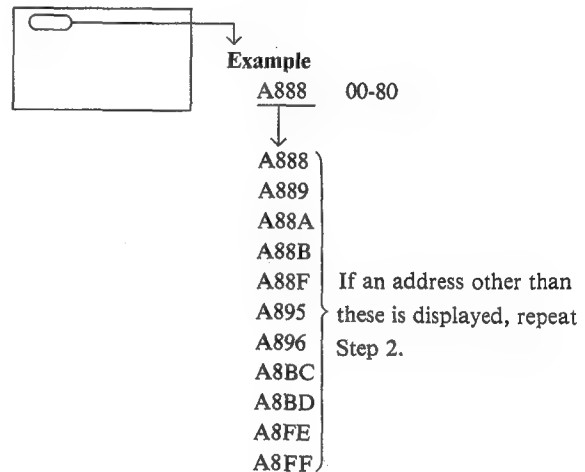 Example
A888 00-80
A888
A889
A88A
A88B
A88F
A895
A896
A8BC
A8BD
A8FE
A8FF
If an address other than
these is displayed, repeat
Step 2.